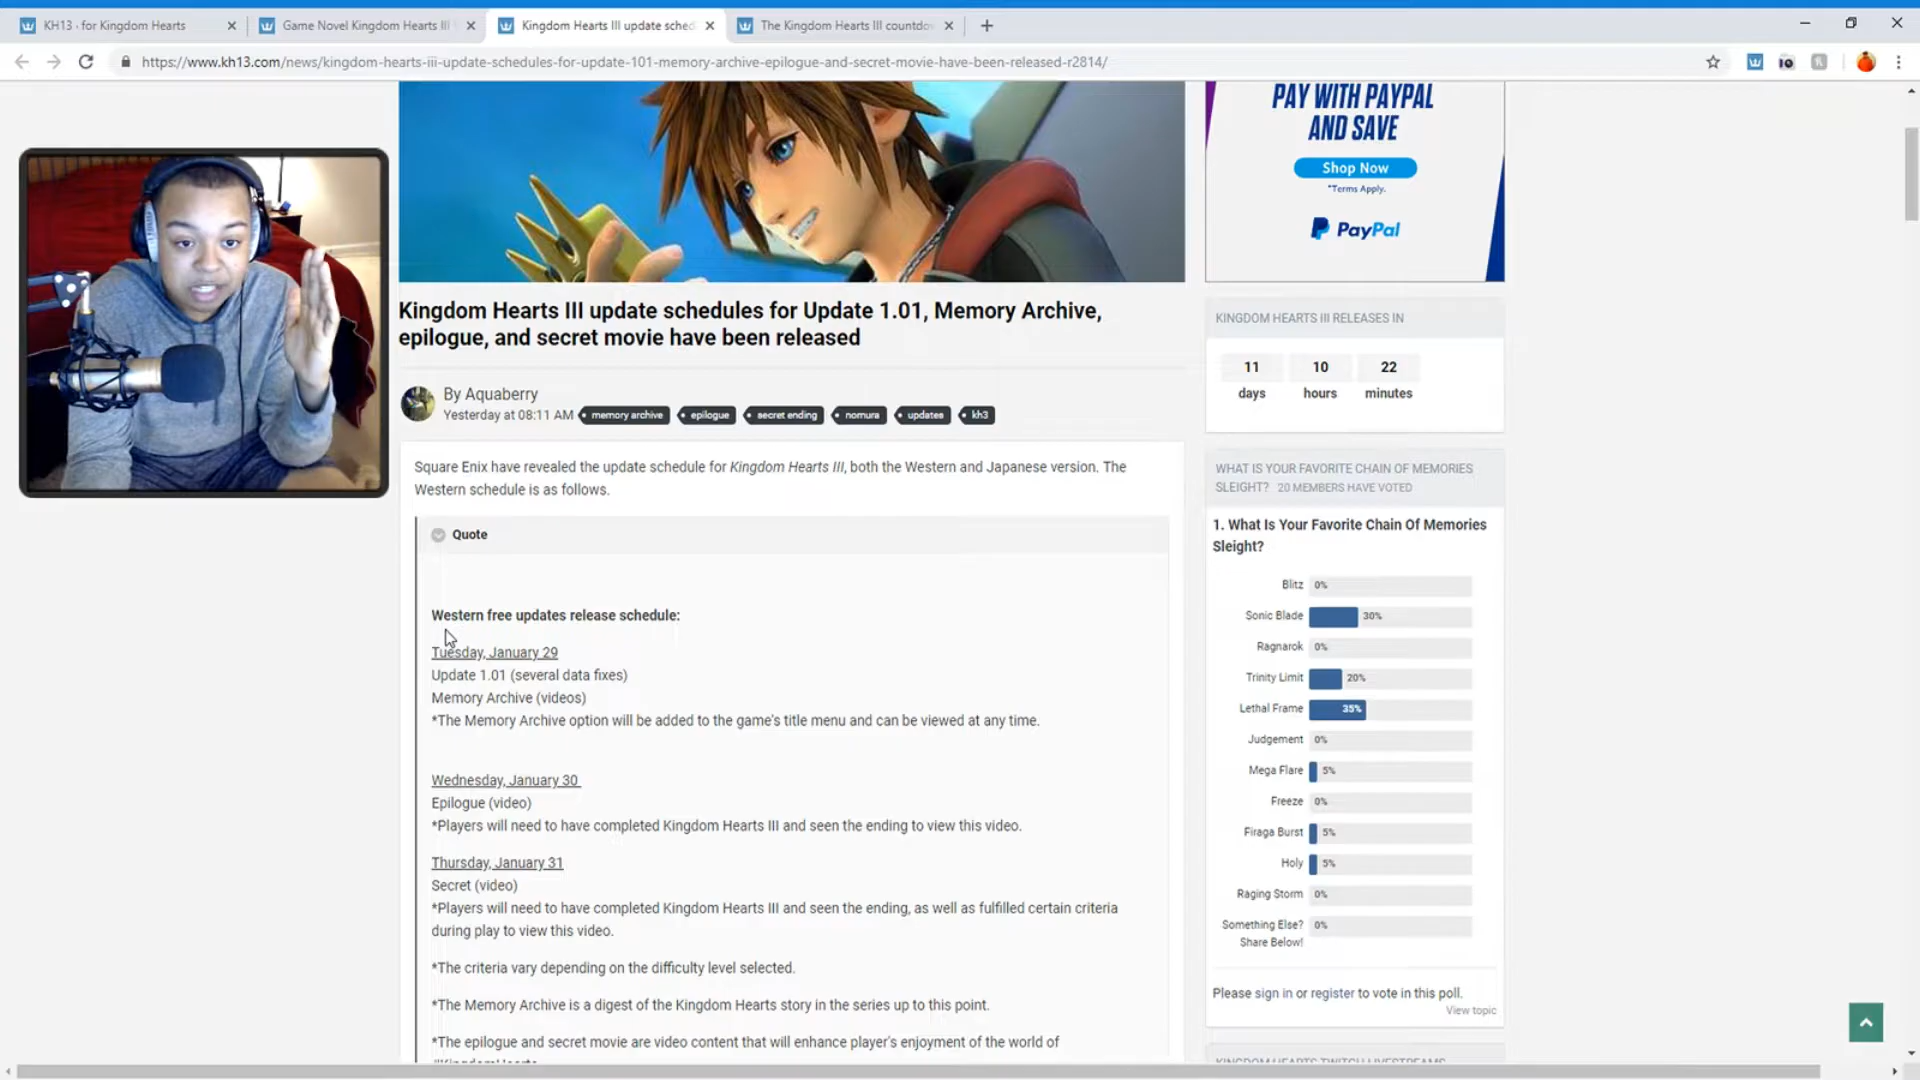 KH13 · for Kingdom Hearts
Game Novel Kingdom Hearts III
Kingdom Hearts III update sched
The Kingdom Hearts III countdo
https://www.kh13.com/news/kingdom-hearts-iii-update-schedules-for-update-101-memory-archive-epilogue-and-secret-movie-have-been-released-r2814/
PAY WITH PAYPAL
AND SAVE
Shop Now
*Terms Apply.
PayPal
Kingdom Hearts III update schedules for Update 1.01, Memory Archive,
epilogue, and secret movie have been released
By Aquaberry
Yesterday at 08:11 AM
memory archive
epilogue
secret ending
nomura
updates
kh3
Square Enix have revealed the update schedule for Kingdom Hearts III, both the Western and Japanese version. The
Western schedule is as follows.
Quote
Western free updates release schedule:
Tuesday, January 29
Update 1.01 (several data fixes)
Memory Archive (videos)
*The Memory Archive option will be added to the game's title menu and can be viewed at any time.
Wednesday, January 30
Epilogue (video)
*Players will need to have completed Kingdom Hearts III and seen the ending to view this video.
Thursday, January 31
Secret (video)
*Players will need to have completed Kingdom Hearts III and seen the ending, as well as fulfilled certain criteria
during play to view this video.
*The criteria vary depending on the difficulty level selected.
*The Memory Archive is a digest of the Kingdom Hearts story in the series up to this point.
*The epilogue and secret movie are video content that will enhance player's enjoyment of the world of
KINGDOM HEARTS III RELEASES IN
11 10 22
days hours minutes
WHAT IS YOUR FAVORITE CHAIN OF MEMORIES
SLEIGHT? 20 MEMBERS HAVE VOTED
1. What Is Your Favorite Chain Of Memories
Sleight?
Blitz 0%
Sonic Blade 30%
Ragnarok 0%
Trinity Limit 20%
Lethal Frame 35%
Judgement 0%
Mega Flare 5%
Freeze 0%
Firaga Burst 5%
Holy 5%
Raging Storm 0%
Something Else? 0%
Share Below!
Please sign in or register to vote in this poll.
View topic
KINGDOM HEARTS TWITCH LIVESTREAMS